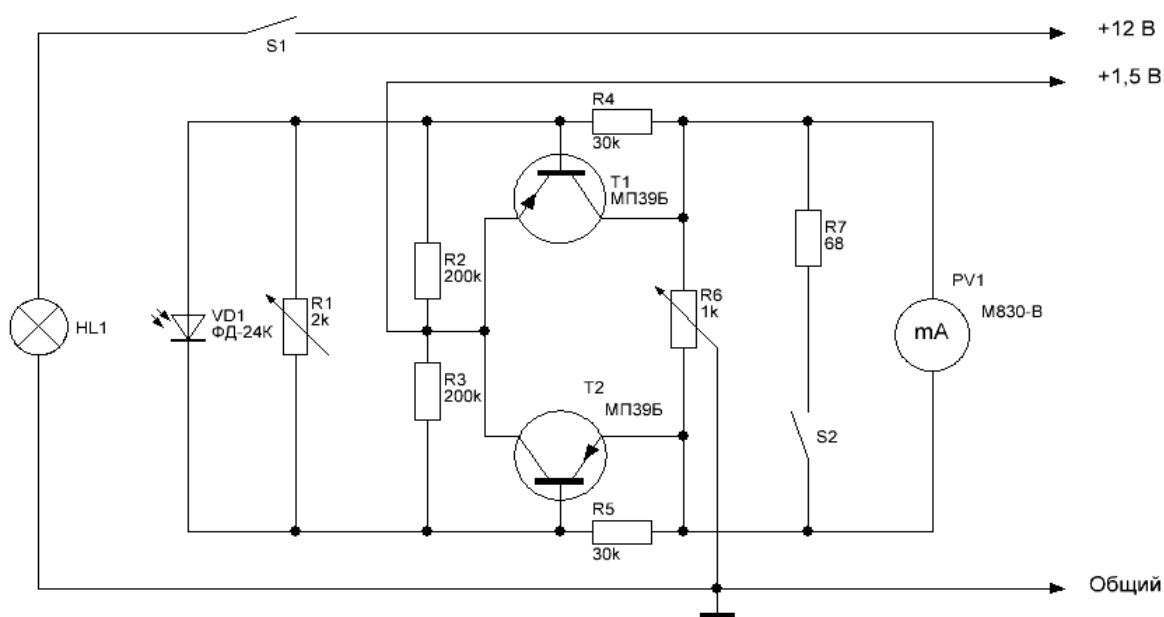 +12 В
S1
+1,5 В
R4
30k
T1
МП39Б
R7
68
R2
200k
PV1
R6
1k
М830-В
VD1
ФД-24К
R1
2k
HL1
mA
R3
200k
T2
МП39Б
S2
R5
30k
Общий